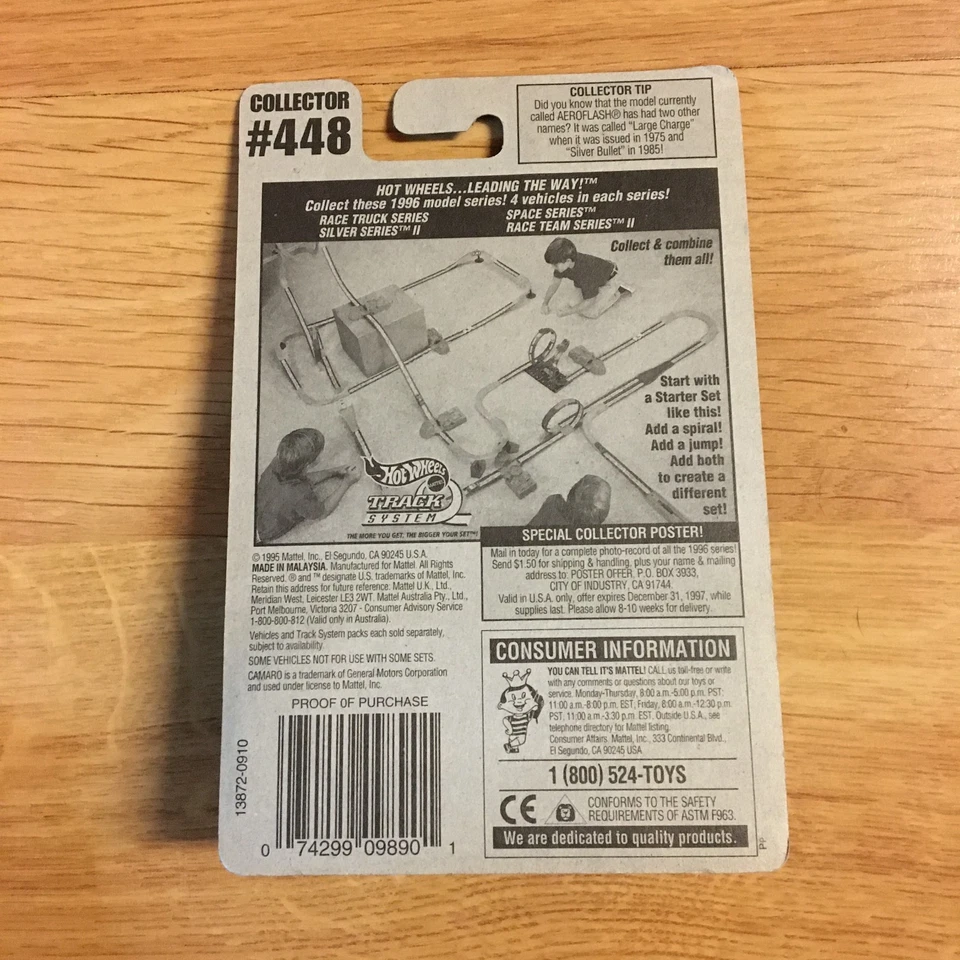 COLLECTOR
#448
COLLECTOR TIP
Did you know that the model currently
called AEROFLASH® has had two other
names? It was called "Large Charge"
when it was issued in 1975 and
"Silver Bullet" in 1985!
HOT WHEELS...LEADING THE WAY!™
Collect these 1996 model series! 4 vehicles in each series!
RACE TRUCK SERIES
SILVER SERIES™ II
SPACE SERIES™
RACE TEAM SERIES™ II
Collect & combine
them all!
Start with
a Starter Set
like this!
Add a spiral!
Add a jump!
Add both
to create a
different
set!
HOT WHEELS
MATTEL
TRACK
SYSTEM
THE MORE YOU GET, THE BIGGER YOUR SET™!
© 1995 Mattel, Inc., El Segundo, CA 90245 U.S.A.
MADE IN MALAYSIA. Manufactured for Mattel. All Rights
Reserved. ® and ™ designate U.S. trademarks of Mattel, Inc.
Retain this address for future reference: Mattel U.K., Ltd.,
Meridian West, Leicester LE3 2WT. Mattel Australia Pty., Ltd.,
Port Melbourne, Victoria 3207 - Consumer Advisory Service
1-800-800-812 (Valid only in Australia).
Vehicles and Track System packs each sold separately,
subject to availability.
SOME VEHICLES NOT FOR USE WITH SOME SETS.
CAMARO is a trademark of General Motors Corporation
and used under license to Mattel, Inc.
PROOF OF PURCHASE
13872-0910
0 74299 09890 1
SPECIAL COLLECTOR POSTER!
Mail in today for a complete photo-record of all the 1996 series!
Send $1.50 for shipping & handling, plus your name & mailing
address to: POSTER OFFER, P.O. BOX 3933,
CITY OF INDUSTRY, CA 91744.
Valid in U.S.A. only, offer expires December 31, 1997, while
supplies last. Please allow 8-10 weeks for delivery.
CONSUMER INFORMATION
YOU CAN TELL IT'S MATTEL! CALL us toll-free or write
with any comments or questions about our toys or
service. Monday-Thursday, 8:00 a.m.-5:00 p.m. PST;
11:00 a.m.-8:00 p.m. EST, Friday, 8:00 a.m.-12:30 p.m.
PST, 11:00 a.m.-3:30 p.m. EST. Outside U.S.A., see
telephone directory for Mattel listing.
Consumer Affairs, Mattel, Inc., 333 Continental Blvd.,
El Segundo, CA 90245 USA
1 (800) 524-TOYS
CE
CONFORMS TO THE SAFETY
REQUIREMENTS OF ASTM F963.
We are dedicated to quality products.
PP